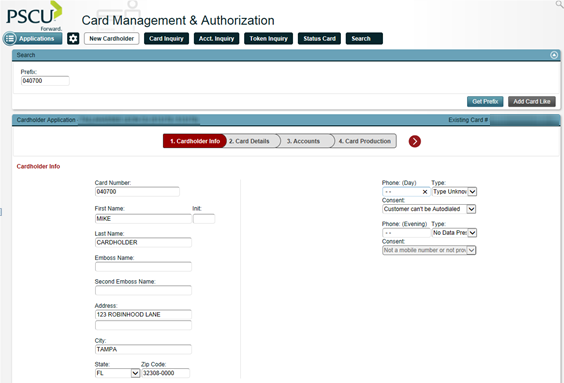 PSCU
Forward.
Card Management & Authorization
Applications
New Cardholder
Card Inquiry
Acct. Inquiry
Token Inquiry
Status Card
Search
Search
Prefix:
040700
Get Prefix
Add Card Like
Cardholder Application
Existing Card #
1. Cardholder Info
2. Card Details
3. Accounts
4. Card Production
Cardholder Info
Card Number:
040700
First Name:
Init:
MIKE
Last Name:
CARDHOLDER
Emboss Name:
Second Emboss Name:
Address:
123 ROBINHOOD LANE
City:
TAMPA
State:
Zip Code:
FL
32308-0000
Phone: (Day)
Type:
- -
Type Unknov
Consent:
Customer can't be Autodialed
Phone: (Evening)
Type:
- -
No Data Pres
Consent:
Not a mobile number or not prov